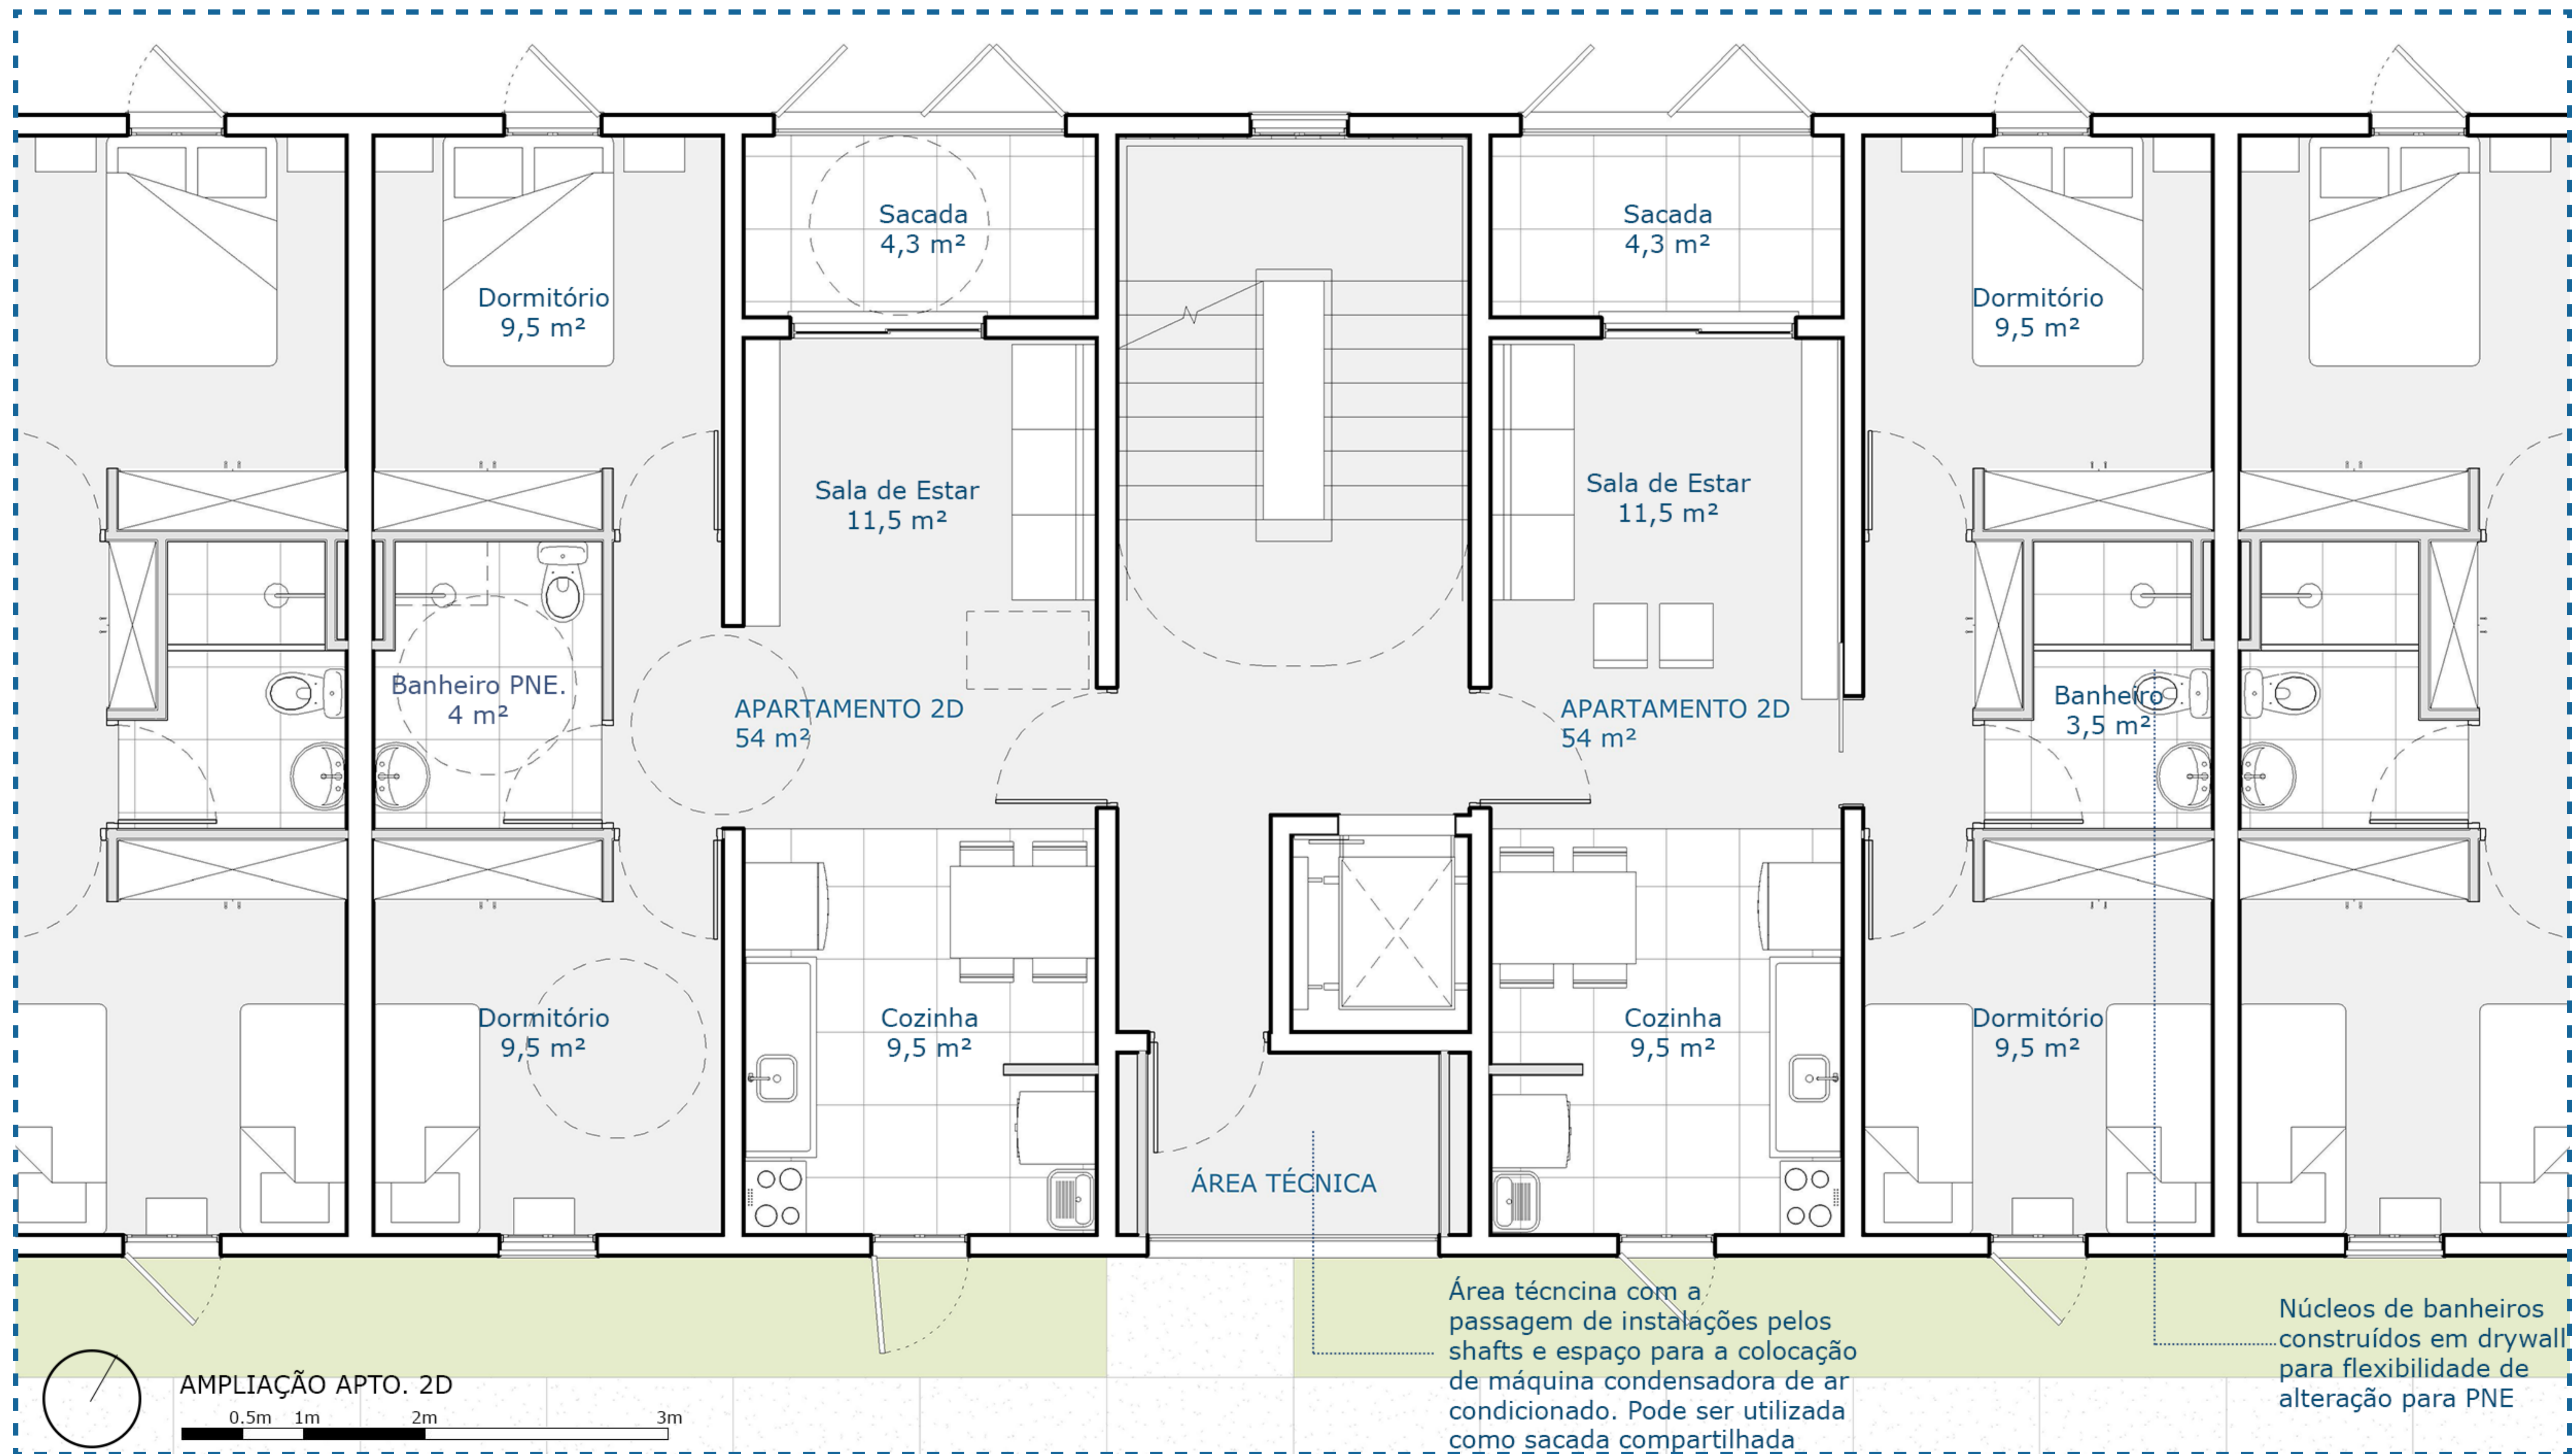 Sacada
4,3 m²
Sacada
4,3 m²
Dormitório
9,5 m²
Dormitório
9,5 m²
Sala de Estar
11,5 m²
Sala de Estar
11,5 m²
Banheiro PNE.
4 m²
APARTAMENTO 2D
54 m²
APARTAMENTO 2D
54 m²
Banheiro
3,5 m²
Dormitório
9,5 m²
Cozinha
9,5 m²
Cozinha
9,5 m²
Dormitório
9,5 m²
ÁREA TÉCNICA
Área técncina com a
passagem de instalações pelos
shafts e espaço para a colocação
de máquina condensadora de ar
condicionado. Pode ser utilizada
como sacada compartilhada
Núcleos de banheiros
construídos em drywall
para flexibilidade de
alteração para PNE
AMPLIAÇÃO APTO. 2D
0.5m 1m 2m 3m